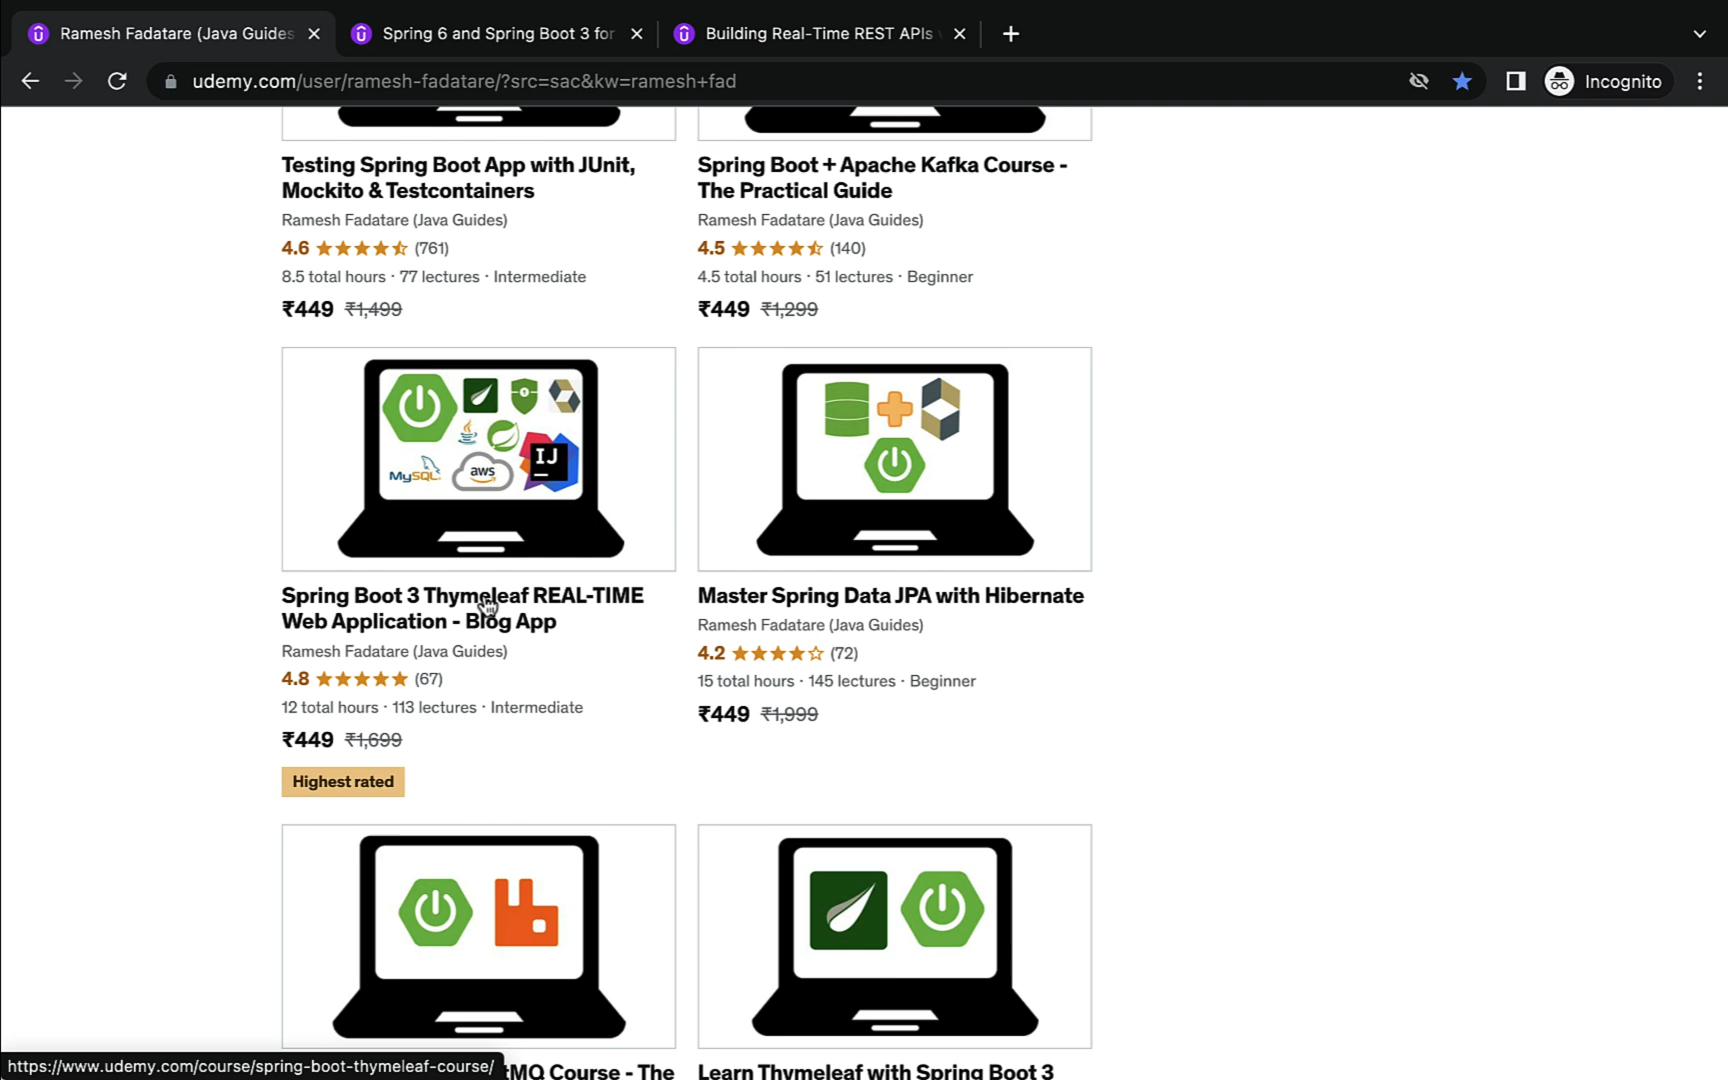 Ramesh Fadatare (Java Guides
Spring 6 and Spring Boot 3 for
Building Real-Time REST APIs
udemy.com/user/ramesh-fadatare/?src=sac&kw=ramesh+fad
Incognito
Testing Spring Boot App with JUnit,
Mockito & Testcontainers
Ramesh Fadatare (Java Guides)
4.6 (761)
8.5 total hours · 77 lectures · Intermediate
₹449 ₹1,499
Spring Boot + Apache Kafka Course -
The Practical Guide
Ramesh Fadatare (Java Guides)
4.5 (140)
4.5 total hours · 51 lectures · Beginner
₹449 ₹1,299
MySQL
aws
IJ
Spring Boot 3 Thymeleaf REAL-TIME
Web Application - Blog App
Ramesh Fadatare (Java Guides)
4.8 (67)
12 total hours · 113 lectures · Intermediate
₹449 ₹1,699
Highest rated
Master Spring Data JPA with Hibernate
Ramesh Fadatare (Java Guides)
4.2 (72)
15 total hours · 145 lectures · Beginner
₹449 ₹1,999
https://www.udemy.com/course/spring-boot-thymeleaf-course/
Course - The
Learn Thymeleaf with Spring Boot 3